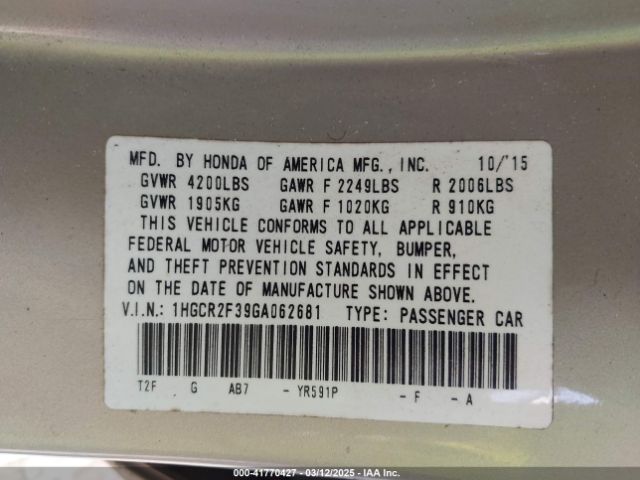 MFD. BY HONDA OF AMERICA MFG., INC. 10/'15
GVWR 4200LBS GAWR F 2249LBS R 2006LBS
GVWR 1905KG GAWR F 1020KG R 910KG
THIS VEHICLE CONFORMS TO ALL APPLICABLE
FEDERAL MOTOR VEHICLE SAFETY, BUMPER,
AND THEFT PREVENTION STANDARDS IN EFFECT
ON THE DATE OF MANUFACTURE SHOWN ABOVE.
V.I.N.: 1HGCR2F39GA062681 TYPE: PASSENGER CAR
T2F G AB7 - YR591P - F - A
000-41770427 - 03/12/2025 - IAA Inc.